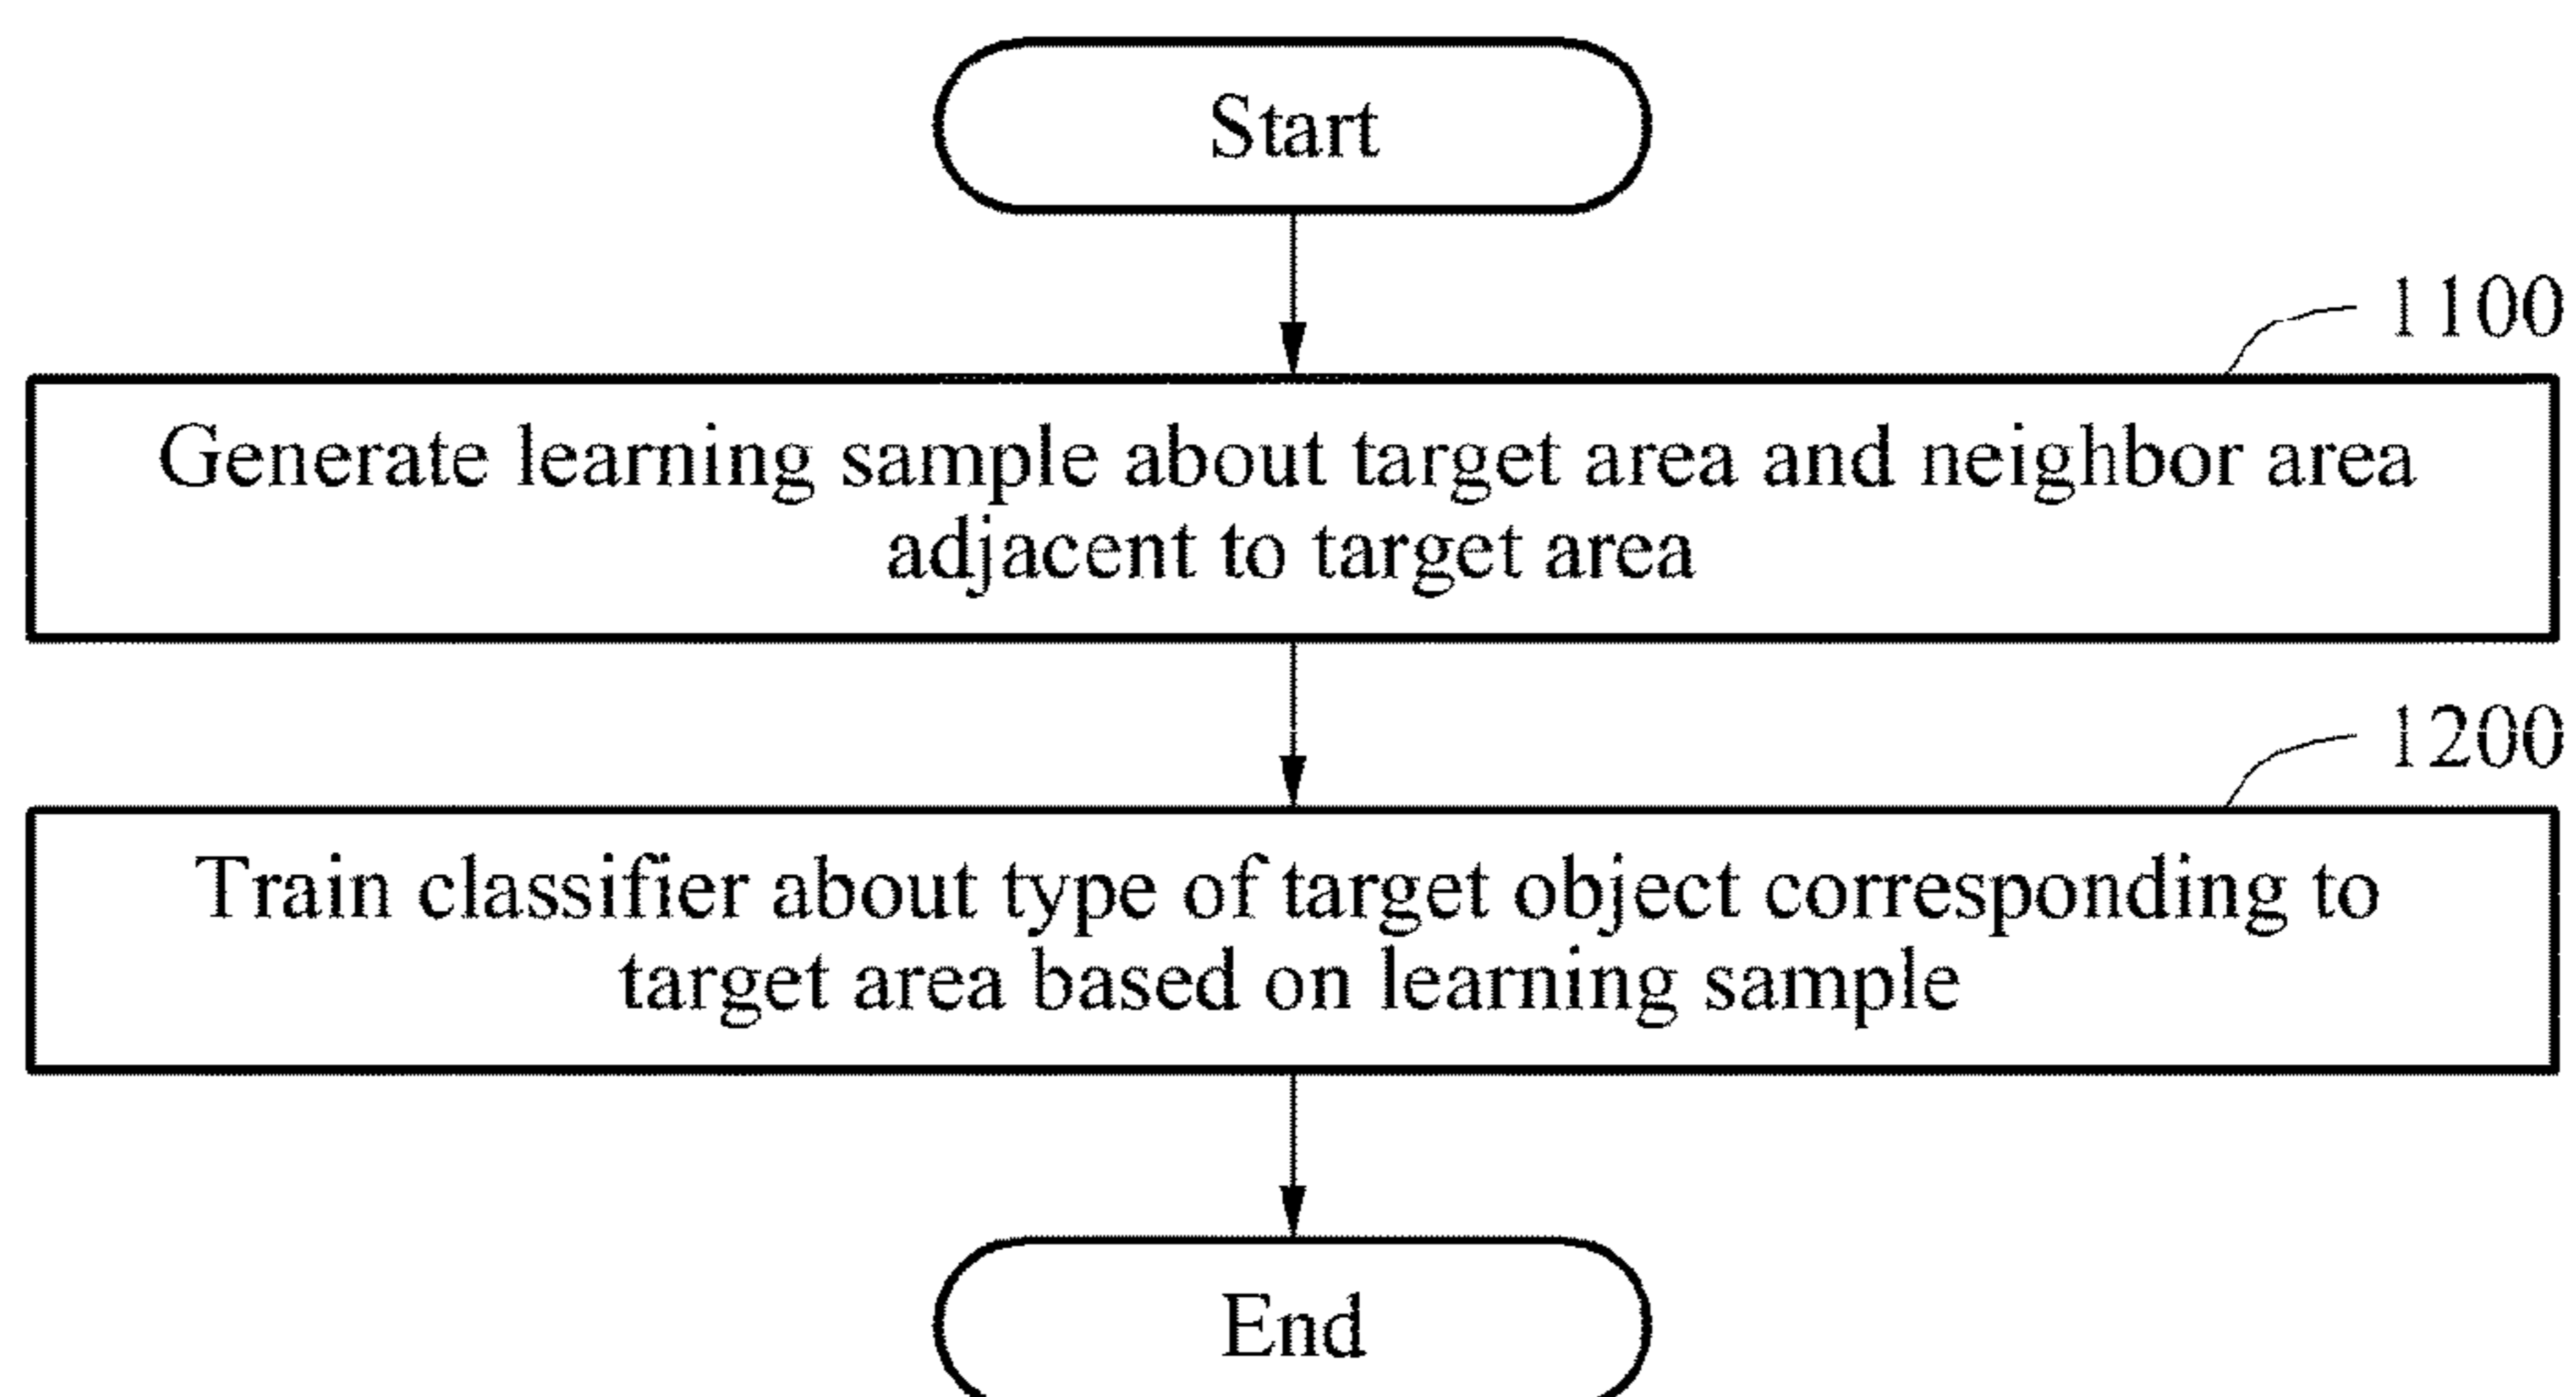 Start
1100
Generate learning sample about target area and neighbor area
adjacent to target area
1200
Train classifier about type of target object corresponding to
target area based on learning sample
End